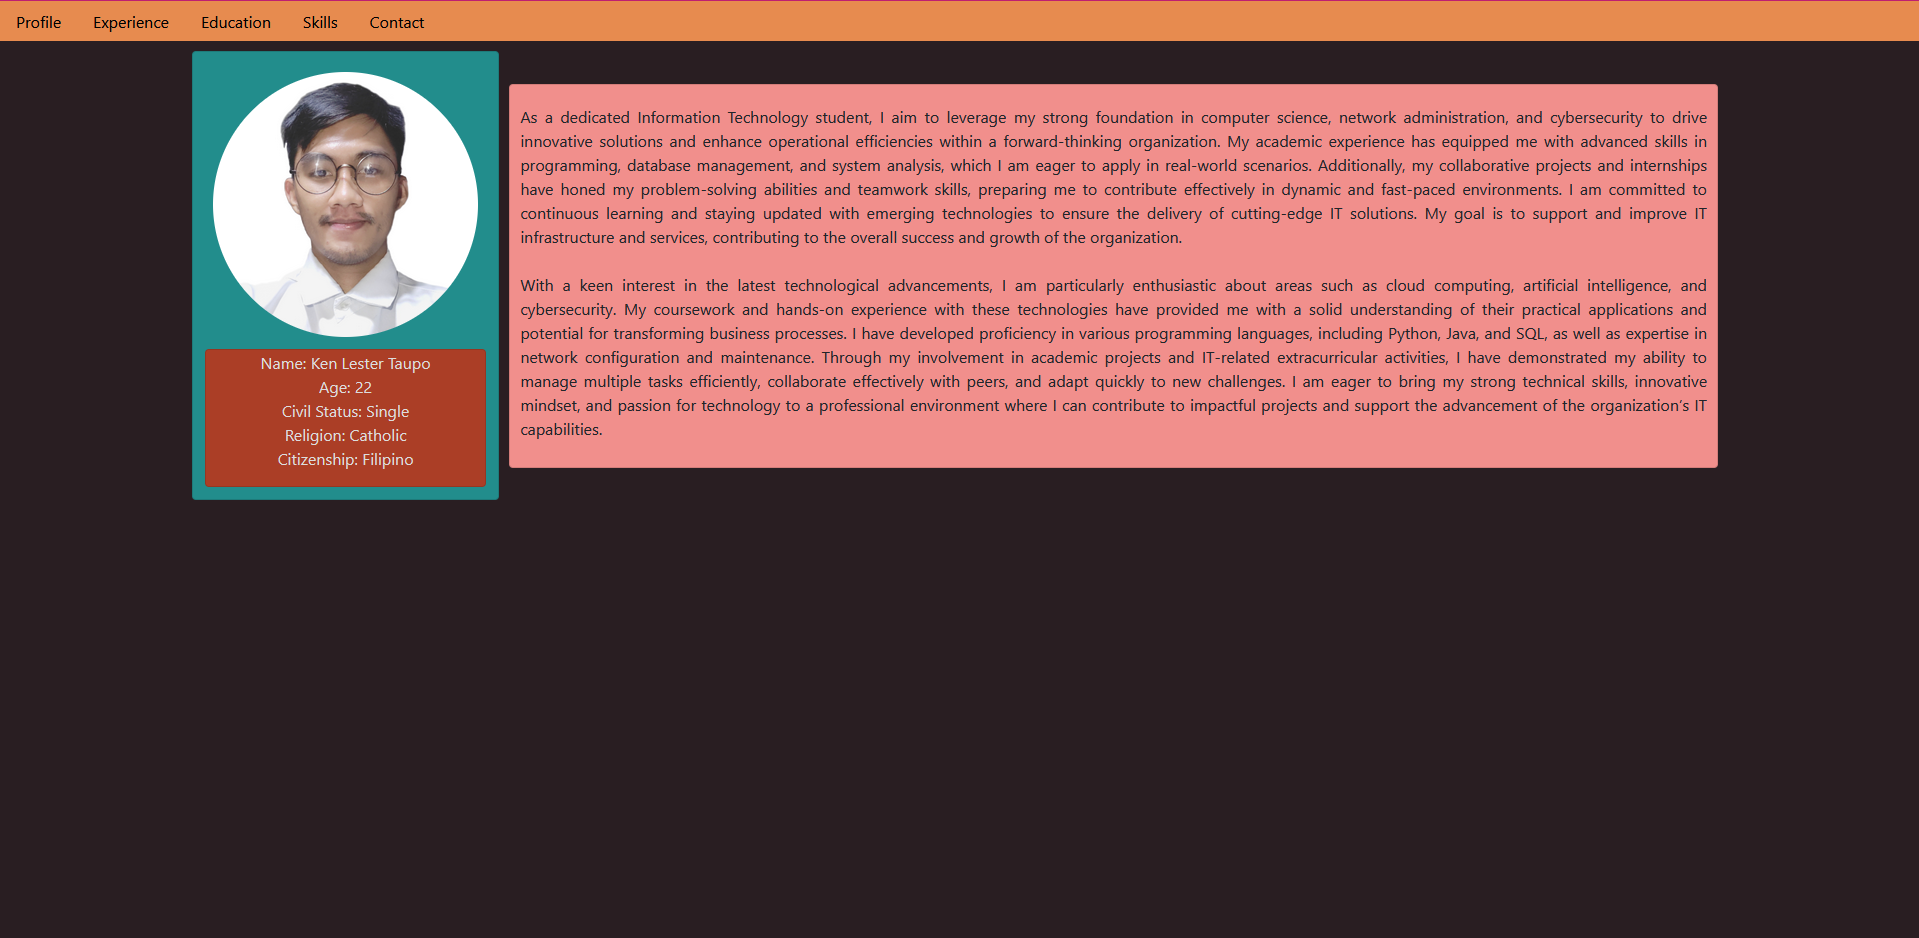 Profile Experience Education Skills Contact
Name: Ken Lester Taupo
Age: 22
Civil Status: Single
Religion: Catholic
Citizenship: Filipino
As a dedicated Information Technology student, I aim to leverage my strong foundation in computer science, network administration, and cybersecurity to drive
innovative solutions and enhance operational efficiencies within a forward-thinking organization. My academic experience has equipped me with advanced skills in
programming, database management, and system analysis, which I am eager to apply in real-world scenarios. Additionally, my collaborative projects and internships
have honed my problem-solving abilities and teamwork skills, preparing me to contribute effectively in dynamic and fast-paced environments. I am committed to
continuous learning and staying updated with emerging technologies to ensure the delivery of cutting-edge IT solutions. My goal is to support and improve IT
infrastructure and services, contributing to the overall success and growth of the organization.
With a keen interest in the latest technological advancements, I am particularly enthusiastic about areas such as cloud computing, artificial intelligence, and
cybersecurity. My coursework and hands-on experience with these technologies have provided me with a solid understanding of their practical applications and
potential for transforming business processes. I have developed proficiency in various programming languages, including Python, Java, and SQL, as well as expertise in
network configuration and maintenance. Through my involvement in academic projects and IT-related extracurricular activities, I have demonstrated my ability to
manage multiple tasks efficiently, collaborate effectively with peers, and adapt quickly to new challenges. I am eager to bring my strong technical skills, innovative
mindset, and passion for technology to a professional environment where I can contribute to impactful projects and support the advancement of the organization's IT
capabilities.